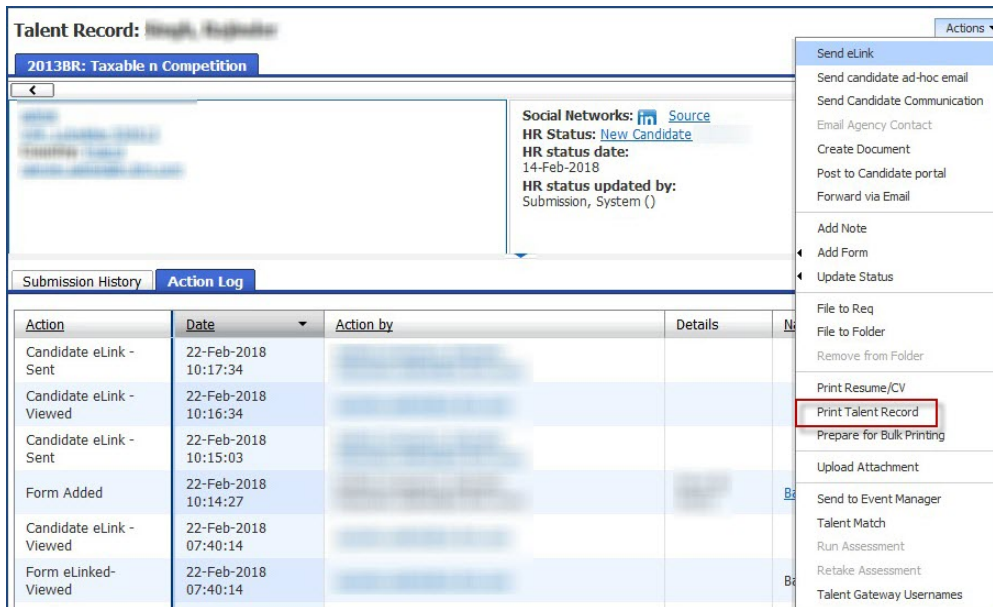 Talent Record:
Actions
2013BR: Taxable n Competition
Social Networks: in Source
HR Status: New Candidate
HR status date:
14-Feb-2018
HR status updated by:
Submission, System ()
Send eLink
Send candidate ad-hoc email
Send Candidate Communication
Email Agency Contact
Create Document
Post to Candidate portal
Forward via Email
Add Note
Add Form
Update Status
File to Req
File to Folder
Remove from Folder
Print Resume/CV
Print Talent Record
Prepare for Bulk Printing
Upload Attachment
Send to Event Manager
Talent Match
Run Assessment
Retake Assessment
Talent Gateway Usernames
Submission History Action Log
Action Date Action by Details Na
Candidate eLink - 22-Feb-2018
Sent 10:17:34
Candidate eLink - 22-Feb-2018
Viewed 10:16:34
Candidate eLink - 22-Feb-2018
Sent 10:15:03
Form Added 22-Feb-2018 Ba
10:14:27
Candidate eLink - 22-Feb-2018
Viewed 07:40:14
Form eLinked- 22-Feb-2018 Ba
Viewed 07:40:14